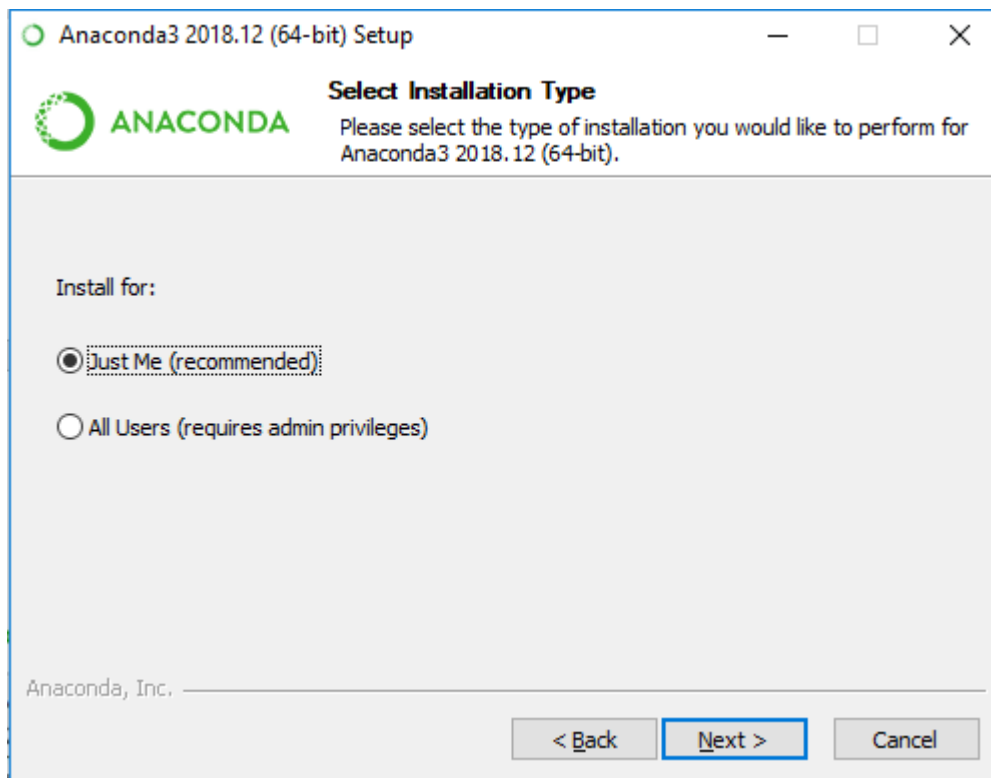 Anaconda3 2018.12 (64-bit) Setup
ANACONDA
Select Installation Type
Please select the type of installation you would like to perform for
Anaconda3 2018.12 (64-bit).
Install for:
Just Me (recommended)
All Users (requires admin privileges)
Anaconda, Inc.
< Back
Next >
Cancel